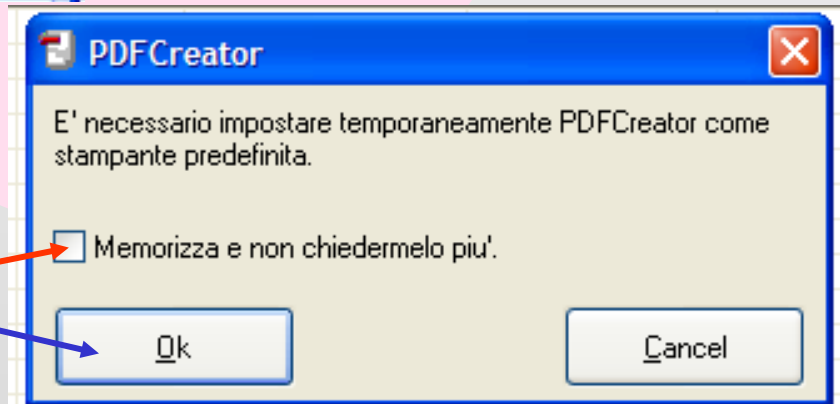 PDFCreator
E' necessario impostare temporaneamente PDFCreator come
stampante predefinita.
Memorizza e non chiedermelo piu'.
Ok
Cancel